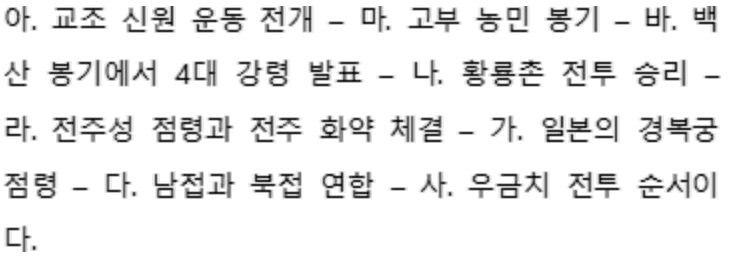 아. 교조 신원 운동 전개 – 마. 고부 농민 봉기 – 바. 백
산 봉기에서 4대 강령 발표 – 나. 황룡촌 전투 승리 –
라. 전주성 점령과 전주 화약 체결 – 가. 일본의 경복궁
점령 – 다. 남접과 북접 연합 – 사. 우금치 전투 순서이
다.